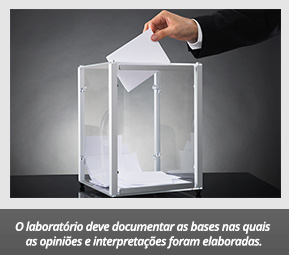 O laboratório deve documentar as bases nas quais
as opiniões e interpretações foram elaboradas.